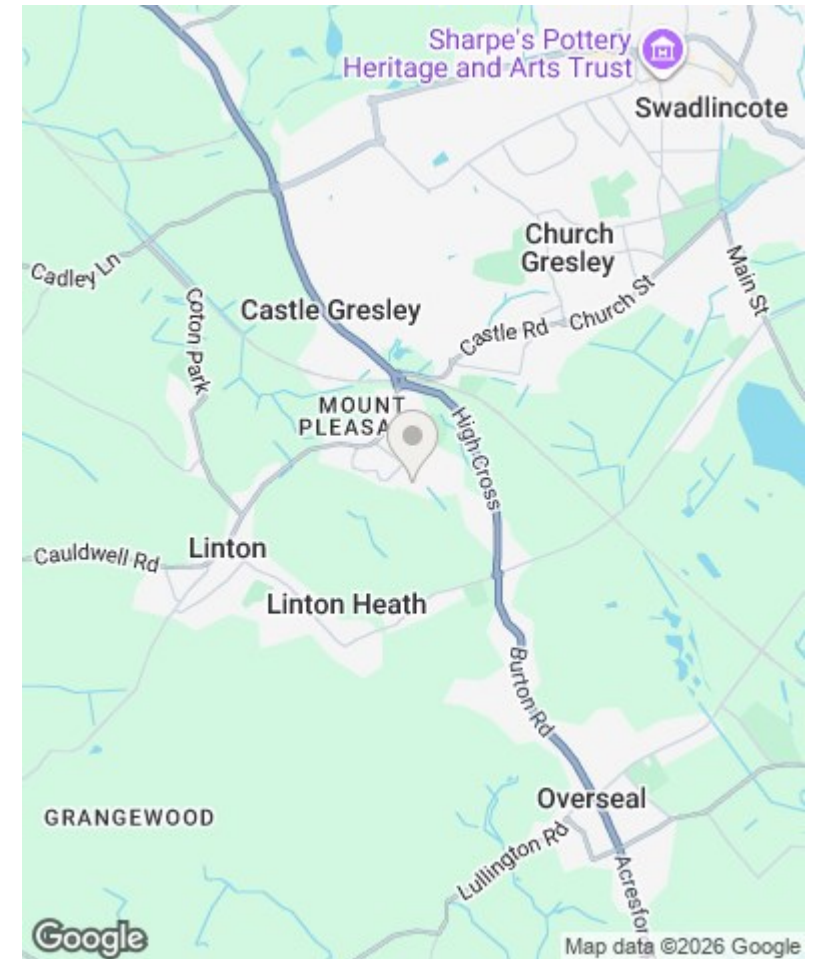 Sharpe's Pottery
Heritage and Arts Trust
Swadlincote
Church
Gresley
Cadley Ln
Coton Park
Castle Gresley
Castle Rd
Church St
Main St
MOUNT
PLEASA
High Cross
Linton
Cauldwell Rd
Linton Heath
Burton Rd
GRANGEWOOD
Overseal
Lullington Rd
Acresfor
Google
Map data ©2026 Google